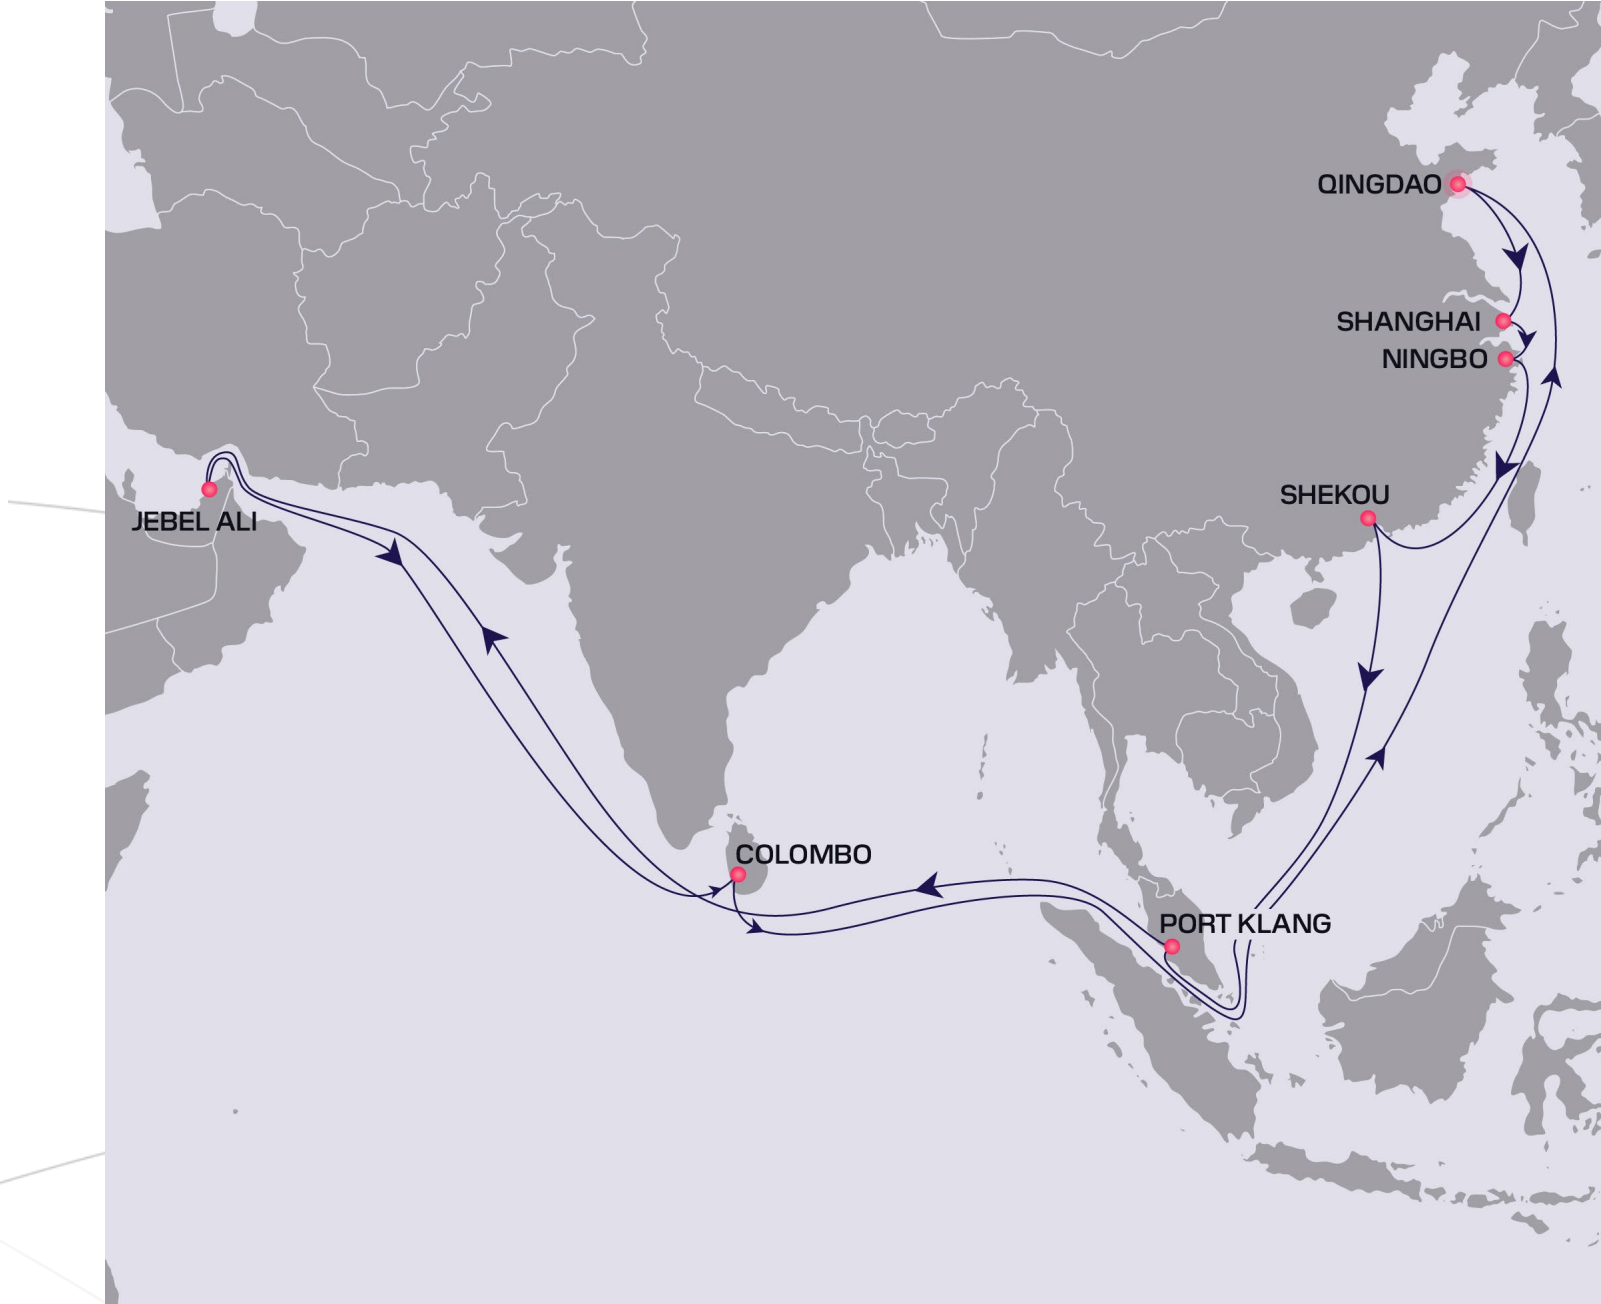 QINGDAO
SHANGHAI
NINGBO
SHEKOU
JEBEL ALI
COLOMBO
PORT KLANG